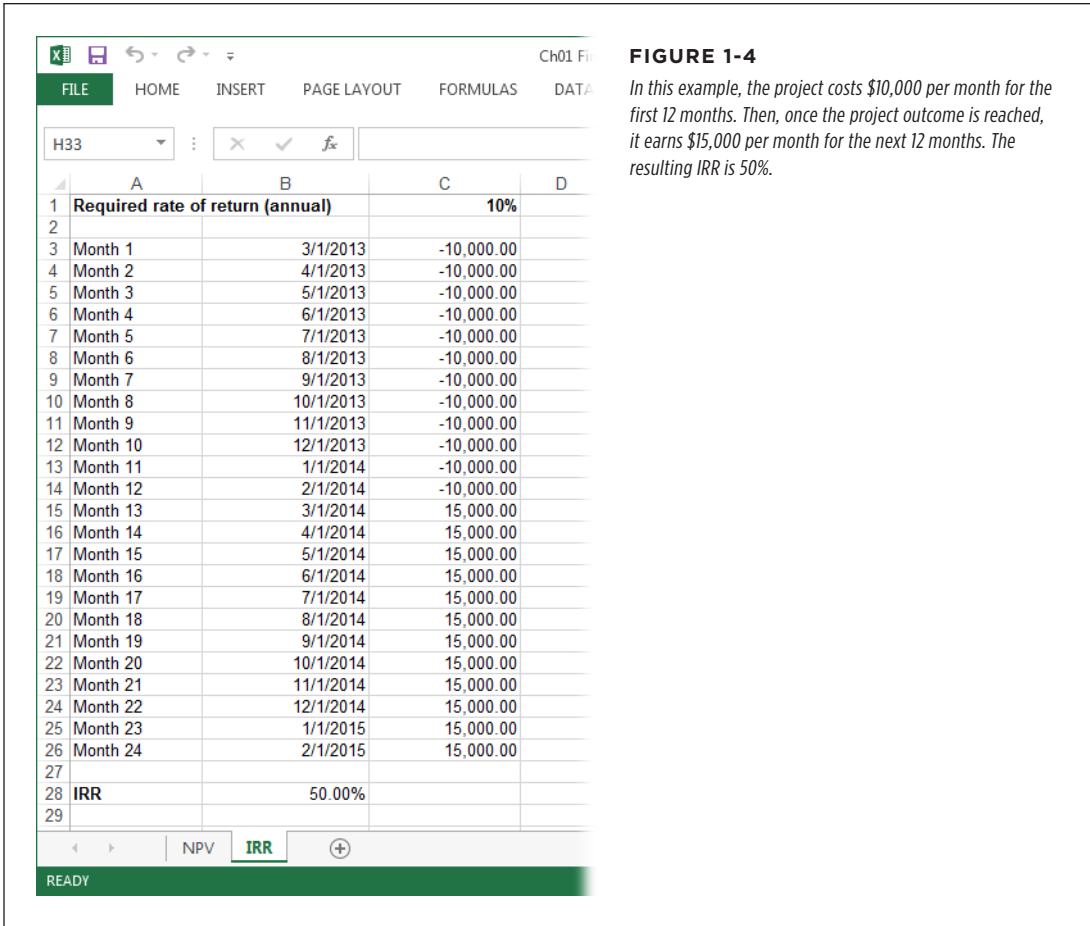 Ch01 Fi
FILE HOME INSERT PAGE LAYOUT FORMULAS DATA
H33 fx
A B C D
1 Required rate of return (annual) 10%
2
3 Month 1 3/1/2013 -10,000.00
4 Month 2 4/1/2013 -10,000.00
5 Month 3 5/1/2013 -10,000.00
6 Month 4 6/1/2013 -10,000.00
7 Month 5 7/1/2013 -10,000.00
8 Month 6 8/1/2013 -10,000.00
9 Month 7 9/1/2013 -10,000.00
10 Month 8 10/1/2013 -10,000.00
11 Month 9 11/1/2013 -10,000.00
12 Month 10 12/1/2013 -10,000.00
13 Month 11 1/1/2014 -10,000.00
14 Month 12 2/1/2014 -10,000.00
15 Month 13 3/1/2014 15,000.00
16 Month 14 4/1/2014 15,000.00
17 Month 15 5/1/2014 15,000.00
18 Month 16 6/1/2014 15,000.00
19 Month 17 7/1/2014 15,000.00
20 Month 18 8/1/2014 15,000.00
21 Month 19 9/1/2014 15,000.00
22 Month 20 10/1/2014 15,000.00
23 Month 21 11/1/2014 15,000.00
24 Month 22 12/1/2014 15,000.00
25 Month 23 1/1/2015 15,000.00
26 Month 24 2/1/2015 15,000.00
27
28 IRR 50.00%
29
NPV IRR
READY
FIGURE 1-4
In this example, the project costs $10,000 per month for the
first 12 months. Then, once the project outcome is reached,
it earns $15,000 per month for the next 12 months. The
resulting IRR is 50%.